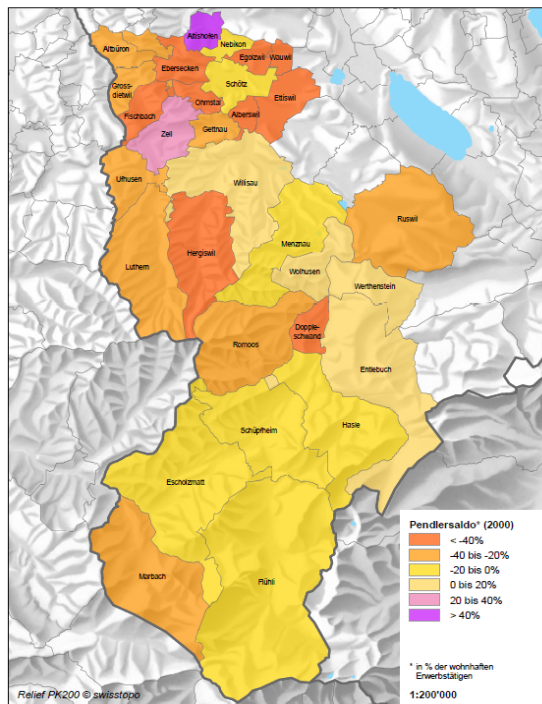 Altishofen
Altbüron
Nebikon
Ebersecken
Egolzwil
Wauwil
Gross-
dietwil
Schötz
Ettiswil
Ohmstal
Fischbach
Alberswil
Zell
Gettnau
Ufhusen
Willisau
Ruswil
Menznau
Hergiswil
Luthern
Wolhusen
Werthenstein
Dopple-
schwand
Romoos
Entlebuch
Hasle
Schüpfheim
Escholzmatt
Marbach
Flühli
Pendlersaldo* (2000)
< -40%
-40 bis -20%
-20 bis 0%
0 bis 20%
20 bis 40%
> 40%
* in % der wohnhaften
Erwerbstätigen
Relief PK200 © swisstopo
1:200'000